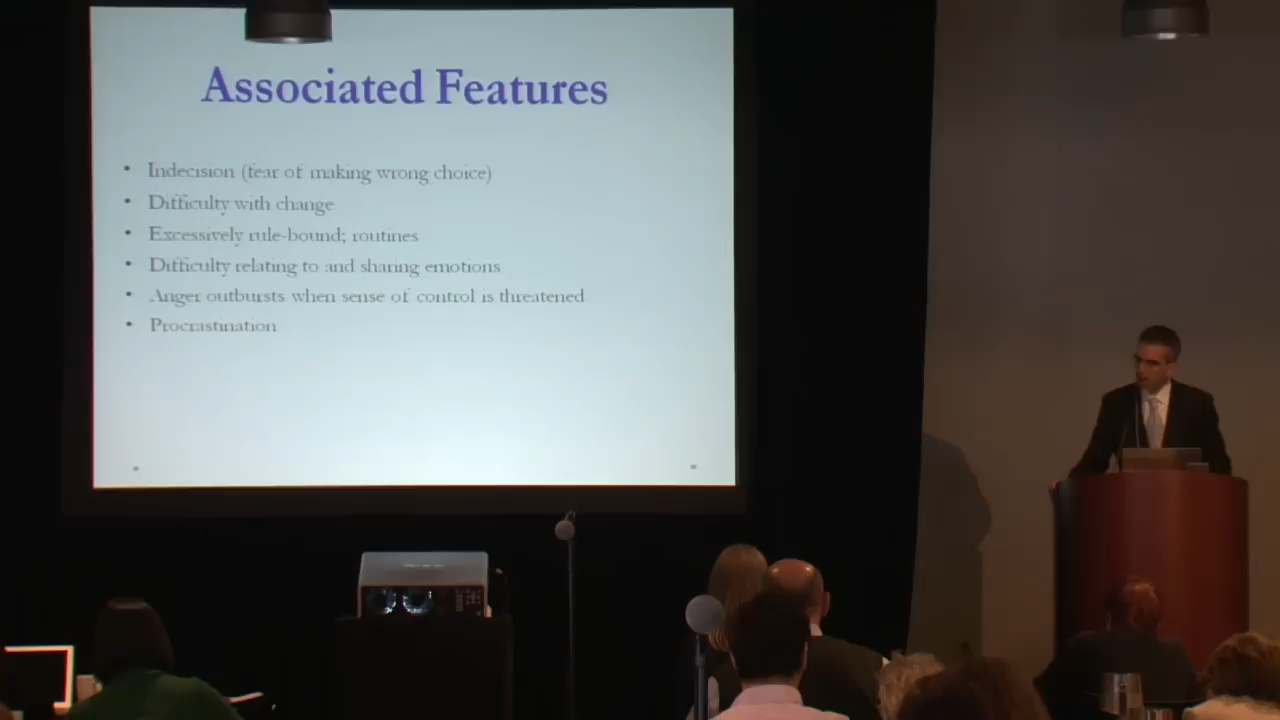 Associated Features
• Indecision (fear of making wrong choice)
• Difficulty with change
• Excessively rule-bound; routines
• Difficulty relating to and sharing emotions
• Anger outbursts when sense of control is threatened
• Procrastination